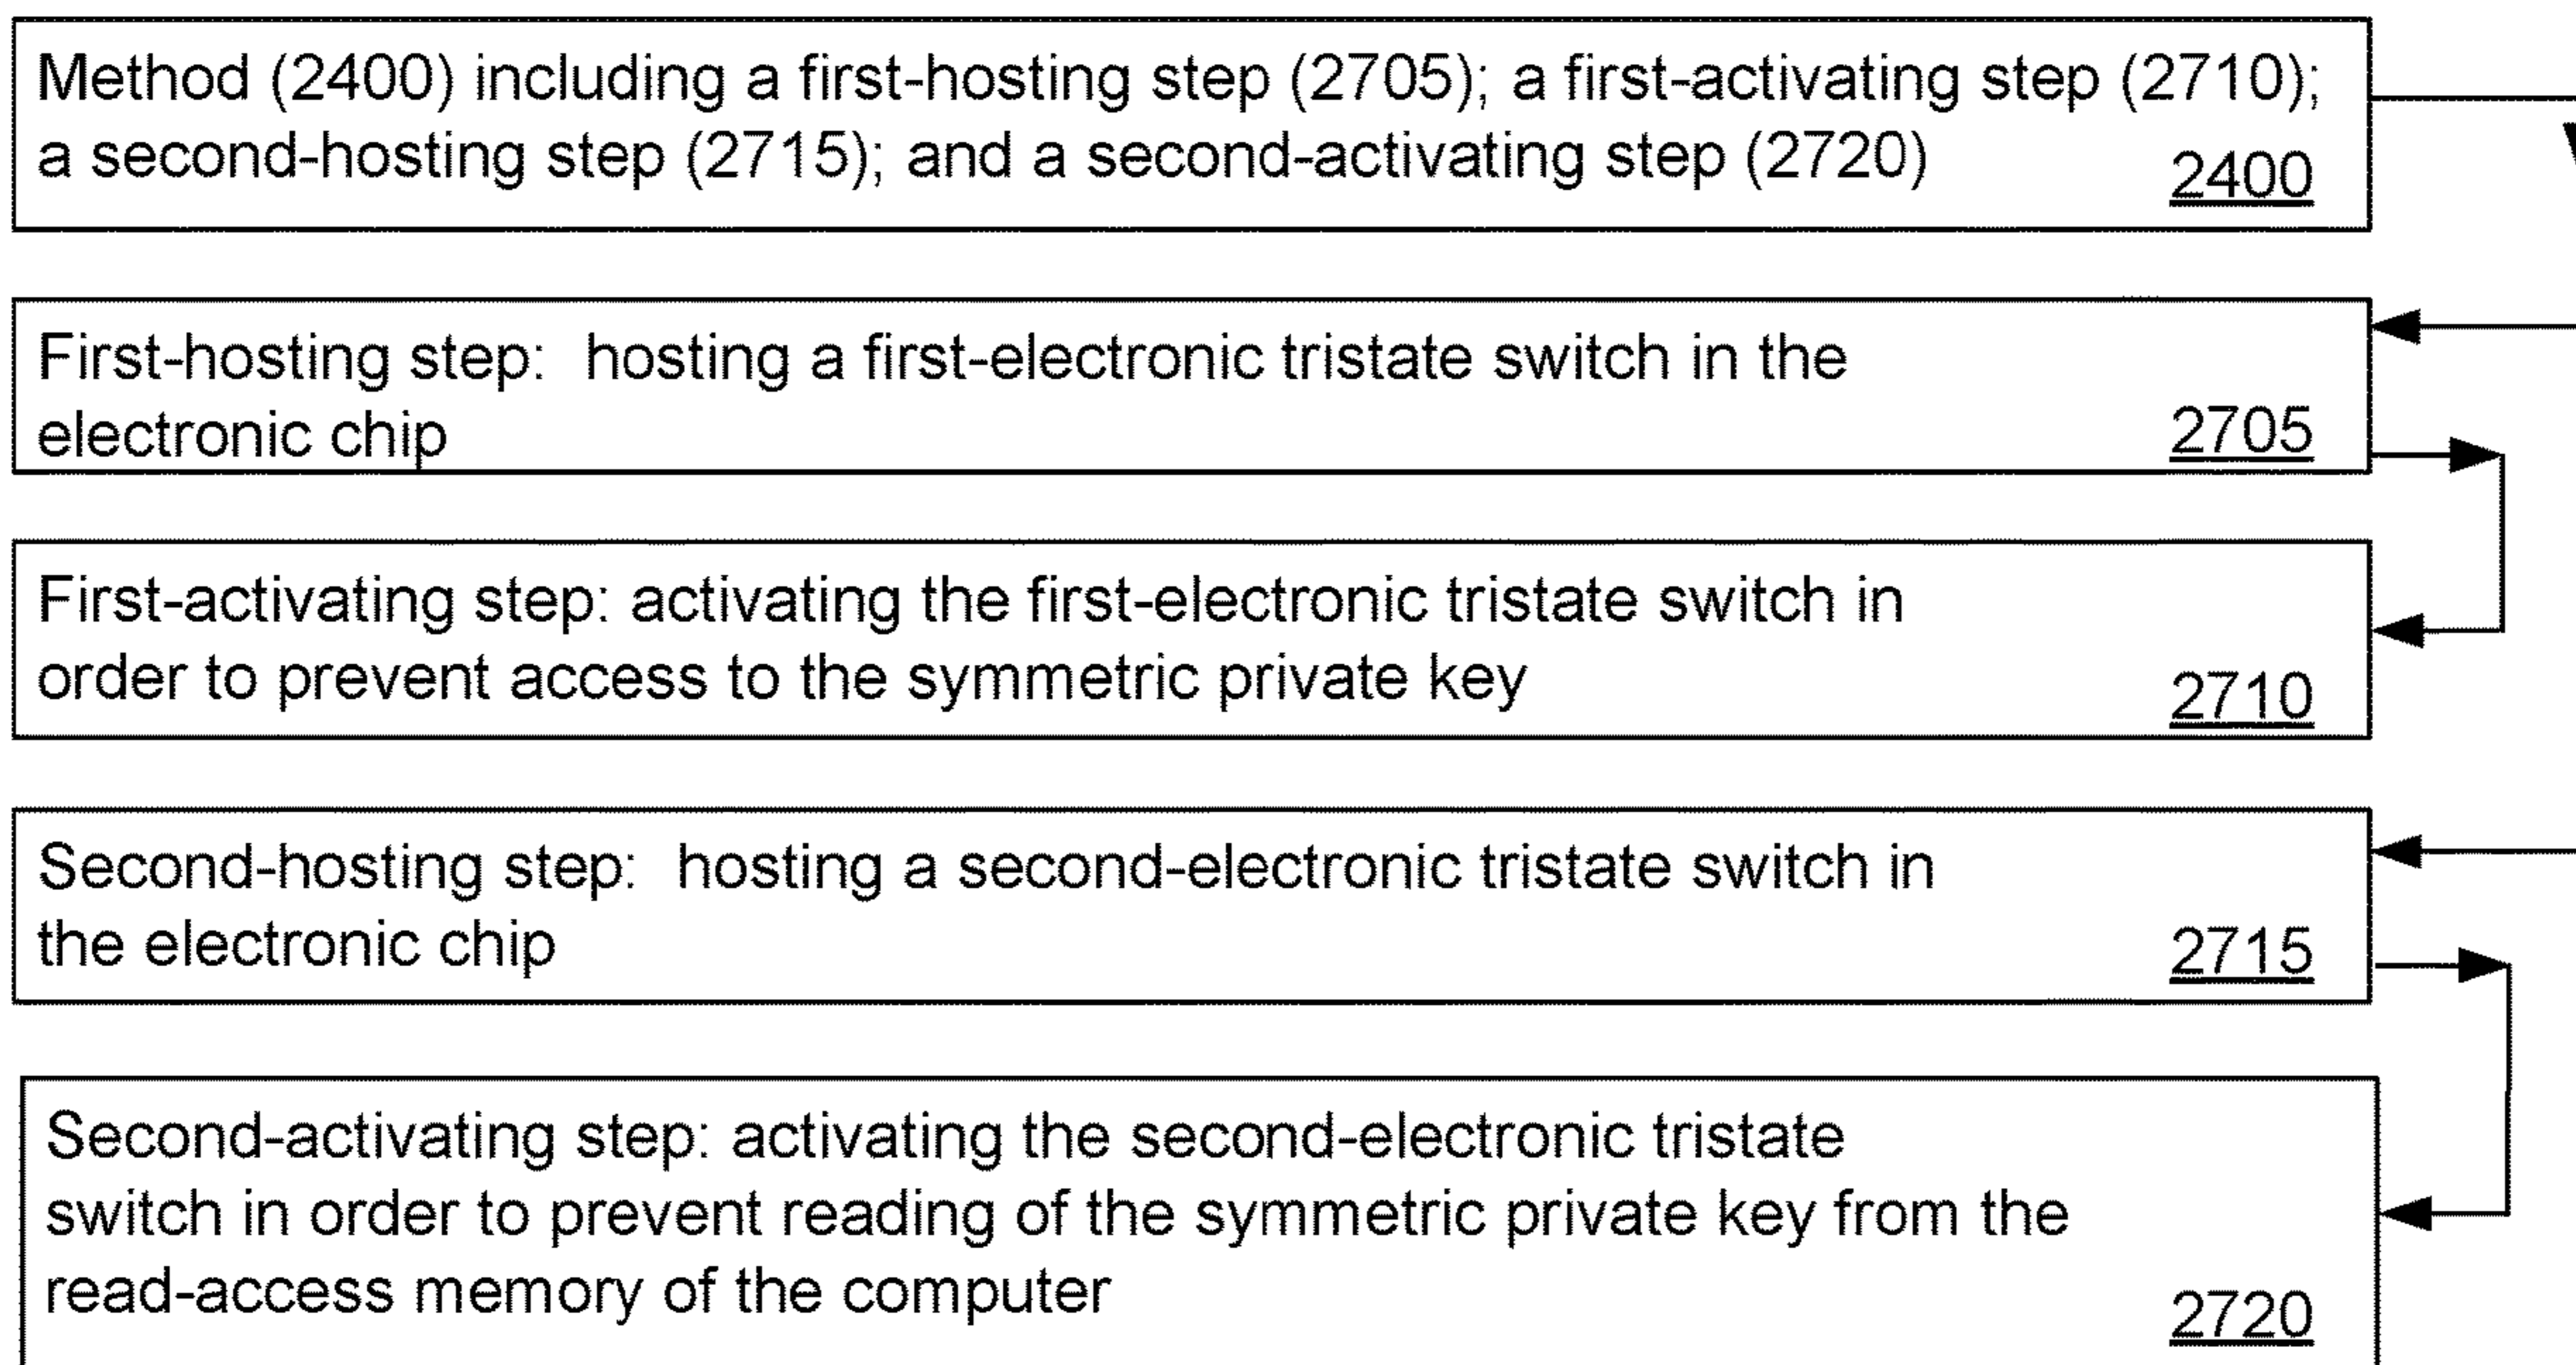 Method (2400) including a first-hosting step (2705); a first-activating step (2710);
a second-hosting step (2715); and a second-activating step (2720)
2400
First-hosting step: hosting a first-electronic tristate switch in the
electronic chip
2705
First-activating step: activating the first-electronic tristate switch in
order to prevent access to the symmetric private key
2710
Second-hosting step: hosting a second-electronic tristate switch in
the electronic chip
2715
Second-activating step: activating the second-electronic tristate
switch in order to prevent reading of the symmetric private key from the
read-access memory of the computer
2720